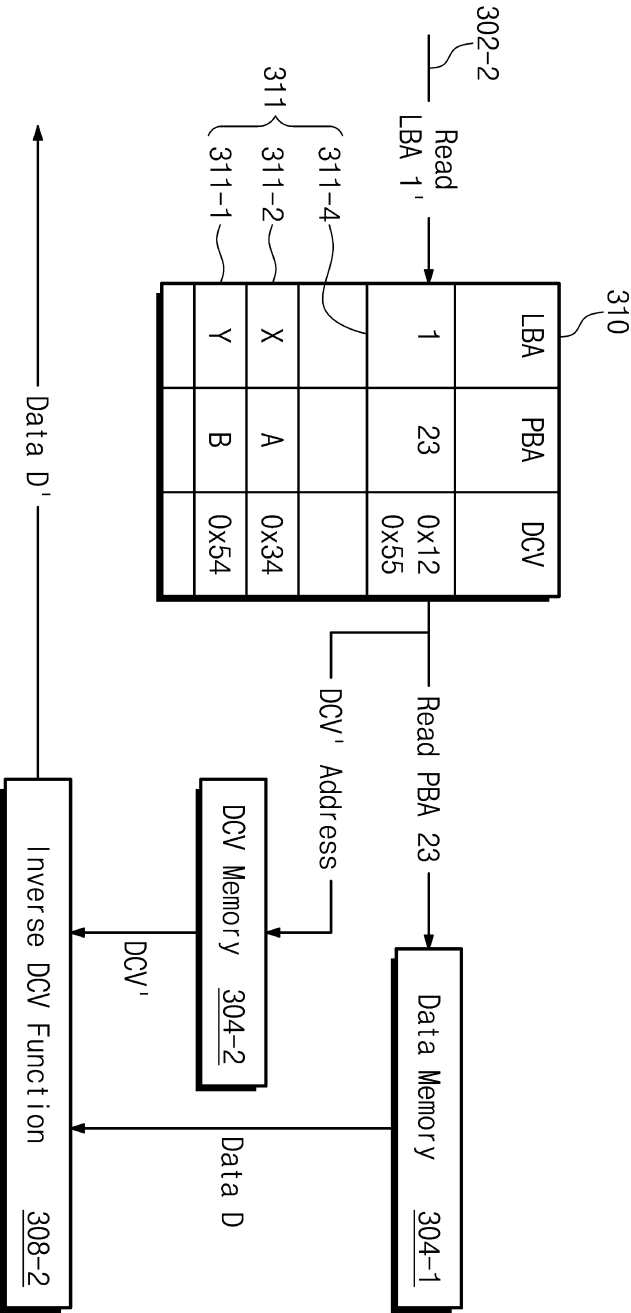 310
302-2
Read
LBA 1'
LBA
PBA
DCV
1
23
0x12
0x55
X
A
0x34
Y
B
0x54
311
311-4
311-2
311-1
Read PBA 23
DCV' Address
Data Memory 304-1
DCV Memory 304-2
DCV'
Data D
Inverse DCV Function 308-2
Data D'